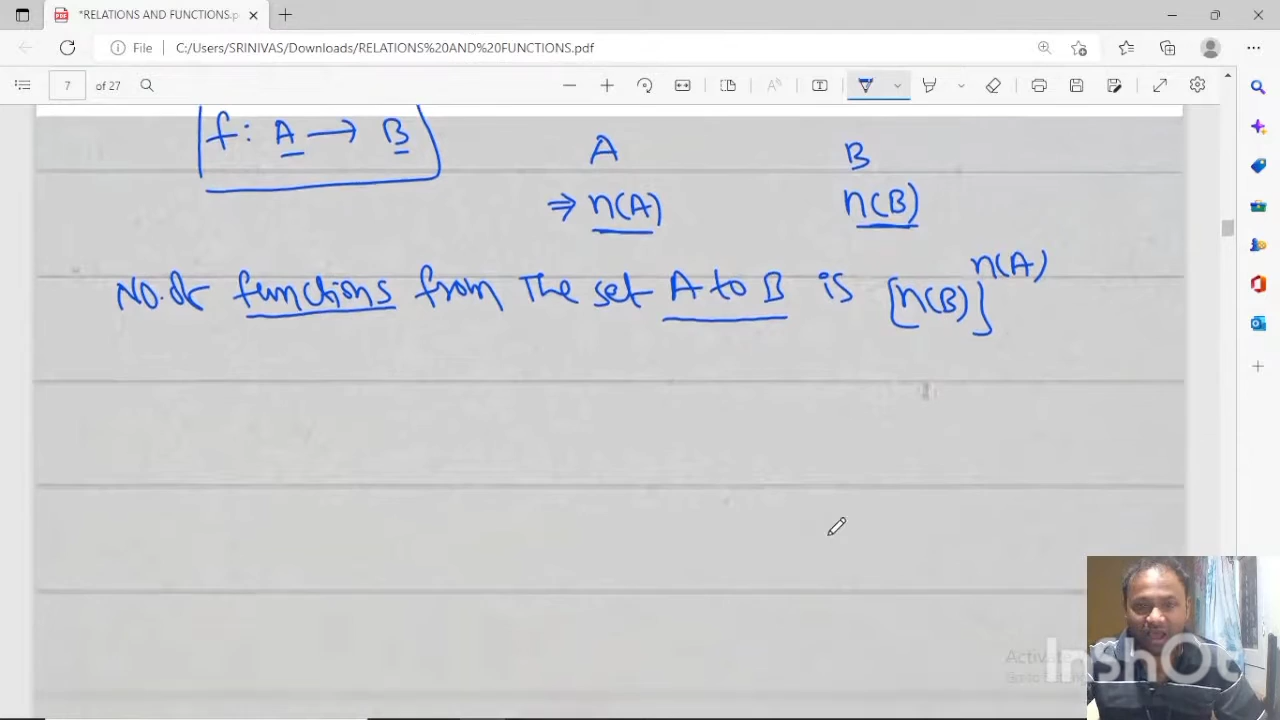 *RELATIONS AND FUNCTIONS.p
File C:/Users/SRINIVAS/Downloads/RELATIONS%20AND%20FUNCTIONS.pdf
7 of 27
f: A → B
A B
⇒ n(A) n(B)
No. of functions from The set A to B is [n(B)]^n(A)
Activate
InshOt